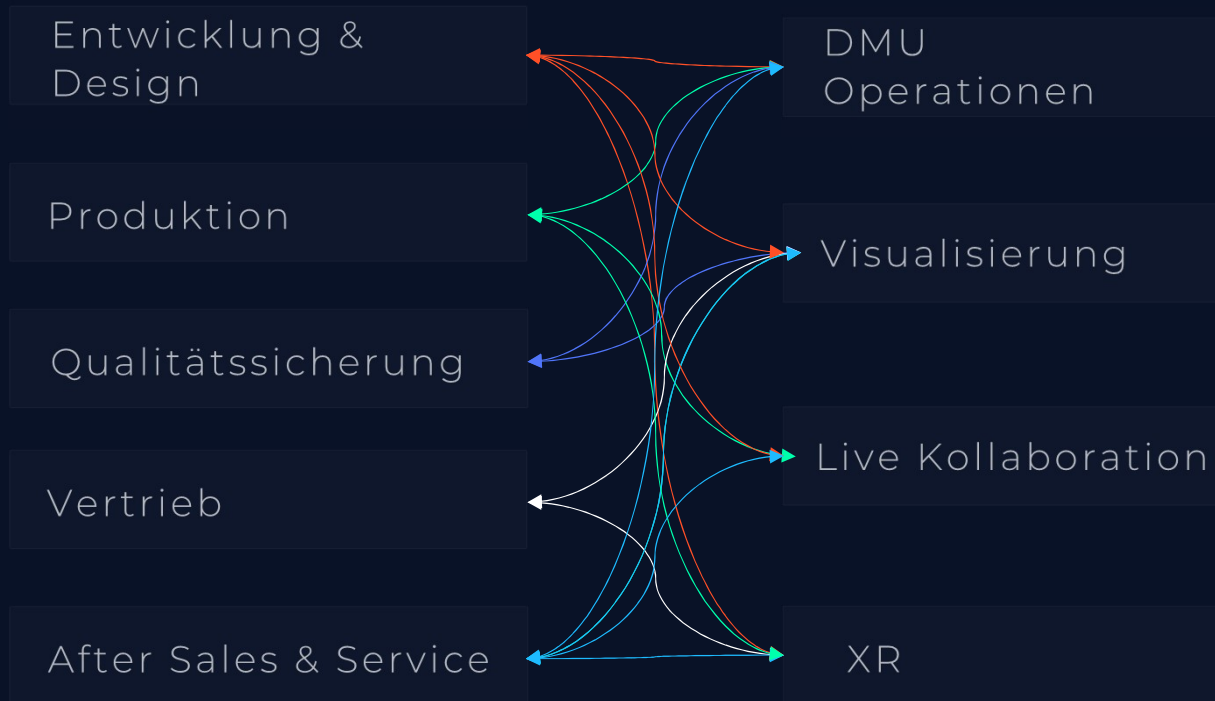 Entwicklung &
Design
Produktion
Qualitätssicherung
Vertrieb
After Sales & Service
DMU
Operationen
Visualisierung
Live Kollaboration
XR